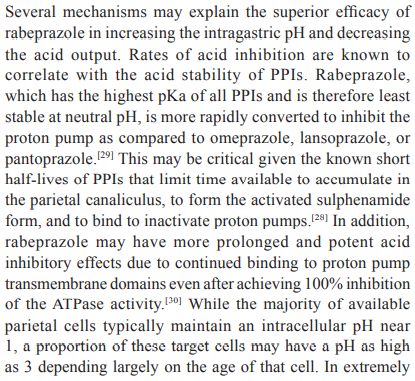 Several mechanisms may explain the superior efficacy of
rabeprazole in increasing the intragastric pH and decreasing
the acid output. Rates of acid inhibition are known to
correlate with the acid stability of PPIs. Rabeprazole,
which has the highest pKa of all PPIs and is therefore least
stable at neutral pH, is more rapidly converted to inhibit the
proton pump as compared to omeprazole, lansoprazole, or
pantoprazole.[29] This may be critical given the known short
half-lives of PPIs that limit time available to accumulate in
the parietal canaliculus, to form the activated sulphenamide
form, and to bind to inactivate proton pumps.[28] In addition,
rabeprazole may have more prolonged and potent acid
inhibitory effects due to continued binding to proton pump
transmembrane domains even after achieving 100% inhibition
of the ATPase activity.[30] While the majority of available
parietal cells typically maintain an intracellular pH near
1, a proportion of these target cells may have a pH as high
as 3 depending largely on the age of that cell. In extremely